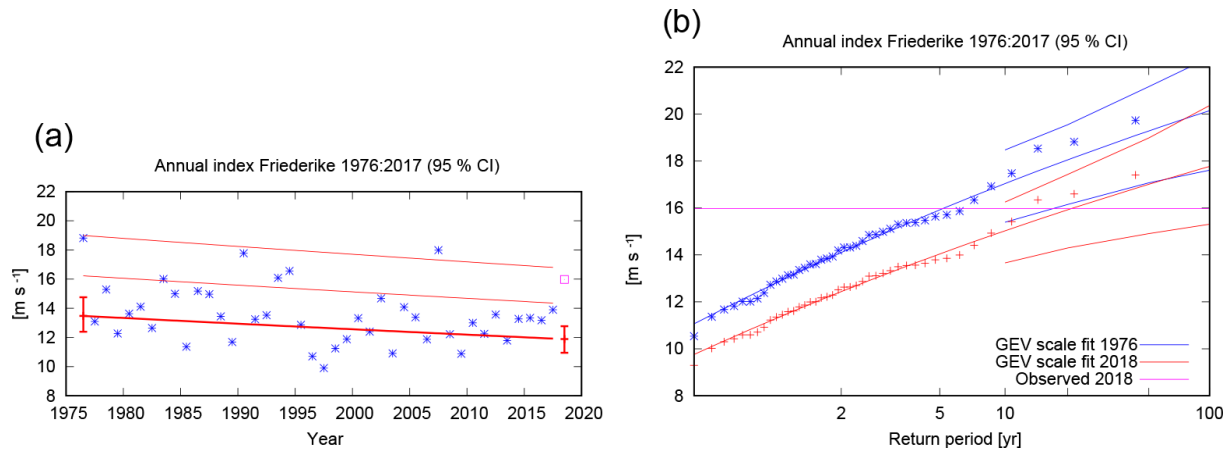 (a)
Annual index Friederike 1976:2017 (95 % CI)
[m s -1]
22
20
18
16
14
12
10
8
1975 1980 1985 1990 1995 2000 2005 2010 2015 2020
Year
(b)
Annual index Friederike 1976:2017 (95 % CI)
[m s -1]
22
20
18
16
14
12
10
8
GEV scale fit 1976
GEV scale fit 2018
Observed 2018
2 5 10 100
Return period [yr]